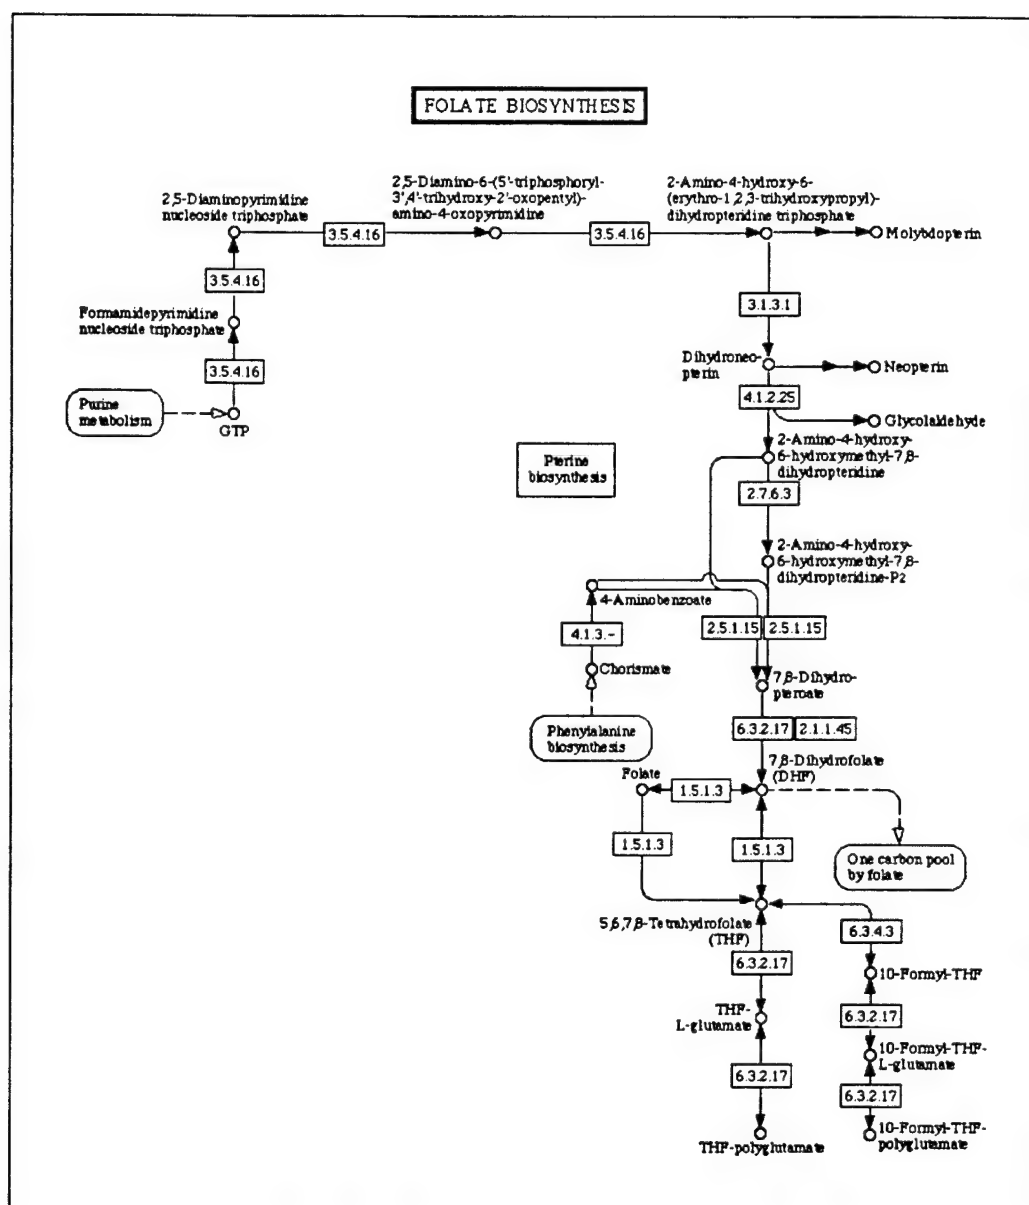 FOLATE BIOSYNTHESIS
2,5-Diaminopyrimidine
nucleoside triphosphate
2,5-Diamino-6-(5'-triphosphoryl-
3',4'-trihydroxy-2'-oxopentyl)-
amino-4-oxopyrimidine
2-Amino-4-hydroxy-6-
(erythro-1,2,3-trihydroxypropyl)-
dihydropteridine triphosphate
3.5.4.16
3.5.4.16
Molybdopterin
3.5.4.16
3.1.3.1
Formamidepyrimidine
nucleoside triphosphate
3.5.4.16
Dihydroneo-
pterin
Neopterin
Purine
metabolism
GTP
4.1.2.25
Glycolaldehyde
2-Amino-4-hydroxy-
6-hydroxymethyl-7,8-
dihydropteridine
Pterine
biosynthesis
2.7.6.3
2-Amino-4-hydroxy-
6-hydroxymethyl-7,8-
dihydropteridine-P2
4-Aminobenzoate
4.1.3.-
2.5.1.15
2.5.1.15
Chorismate
7,8-Dihydro-
pteroate
Phenylalanine
biosynthesis
6.3.2.17
2.1.1.45
7,8-Dihydrofolate
(DHF)
Folate
1.5.1.3
1.5.1.3
1.5.1.3
One carbon pool
by folate
5,6,7,8-Tetrahydrofolate
(THF)
6.3.4.3
6.3.2.17
10-Formyl-THF
THF-
L-glutamate
6.3.2.17
10-Formyl-THF-
L-glutamate
6.3.2.17
6.3.2.17
THF-polyglutamate
10-Formyl-THF-
polyglutamate